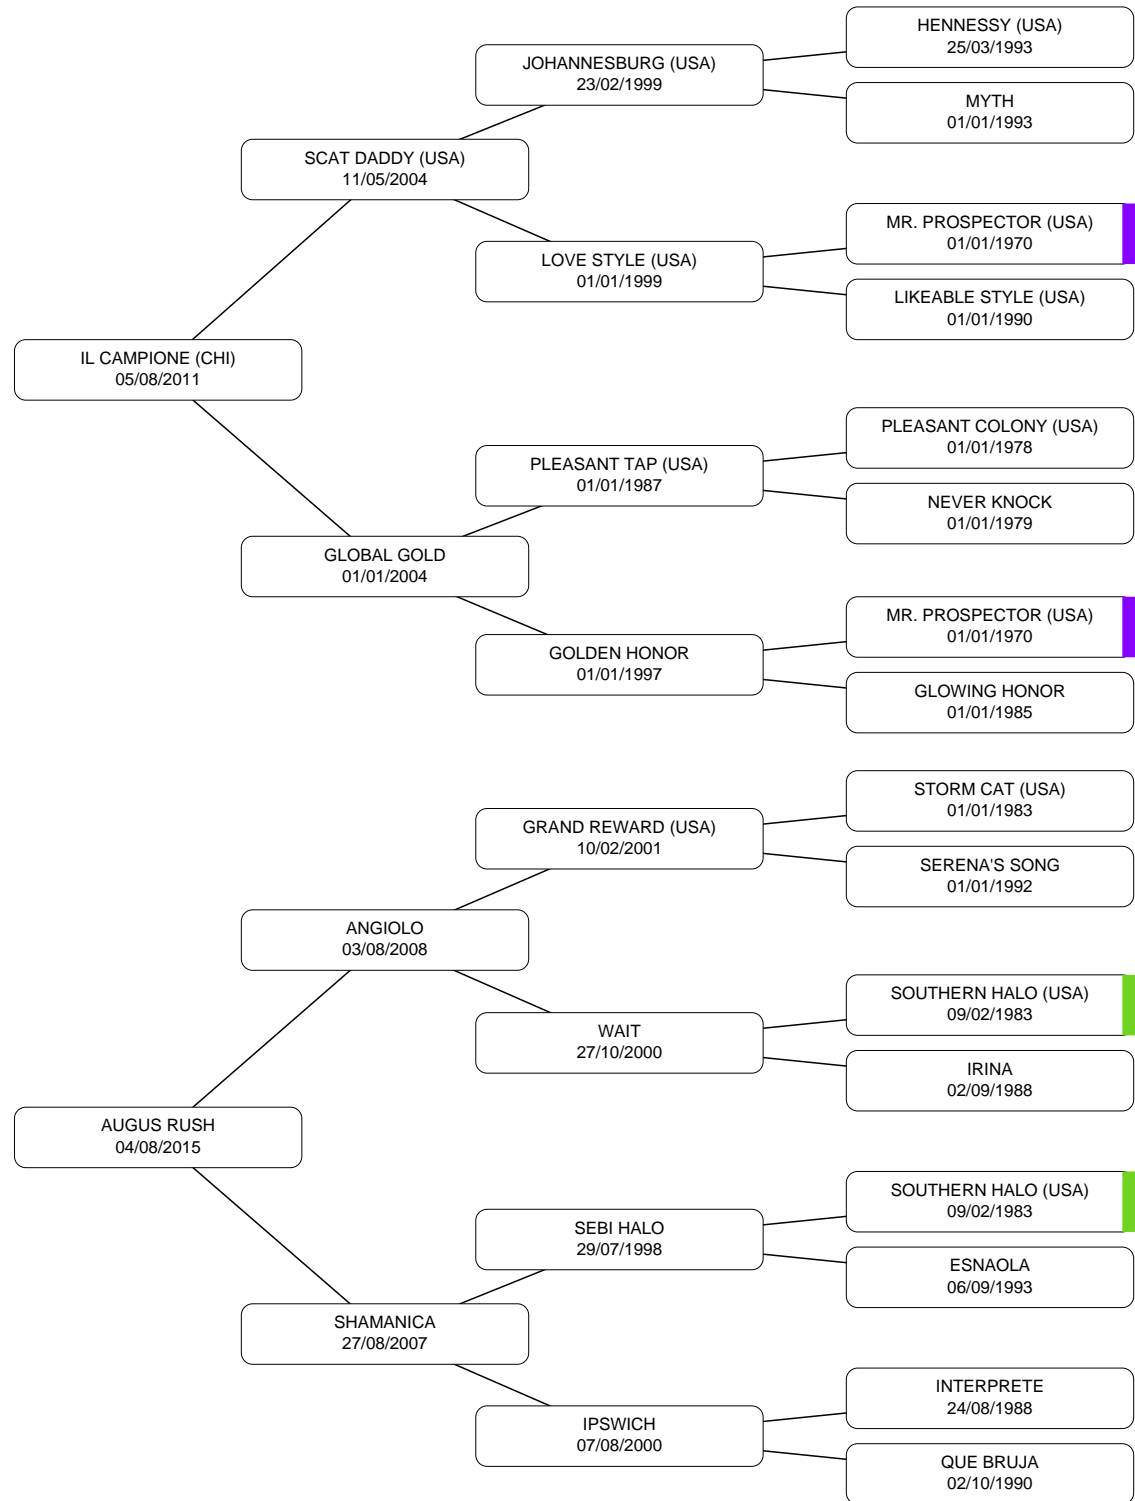 HENNESSY (USA)
25/03/1993
JOHANNESBURG (USA)
23/02/1999
MYTH
01/01/1993
SCAT DADDY (USA)
11/05/2004
MR. PROSPECTOR (USA)
01/01/1970
LOVE STYLE (USA)
01/01/1999
LIKEABLE STYLE (USA)
01/01/1990
IL CAMPIONE (CHI)
05/08/2011
PLEASANT COLONY (USA)
01/01/1978
PLEASANT TAP (USA)
01/01/1987
NEVER KNOCK
01/01/1979
GLOBAL GOLD
01/01/2004
MR. PROSPECTOR (USA)
01/01/1970
GOLDEN HONOR
01/01/1997
GLOWING HONOR
01/01/1985
STORM CAT (USA)
01/01/1983
GRAND REWARD (USA)
10/02/2001
SERENA'S SONG
01/01/1992
ANGIOLO
03/08/2008
SOUTHERN HALO (USA)
09/02/1983
WAIT
27/10/2000
IRINA
02/09/1988
AUGUS RUSH
04/08/2015
SOUTHERN HALO (USA)
09/02/1983
SEBI HALO
29/07/1998
ESNAOLA
06/09/1993
SHAMANICA
27/08/2007
INTERPRETE
24/08/1988
IPSWICH
07/08/2000
QUE BRUJA
02/10/1990